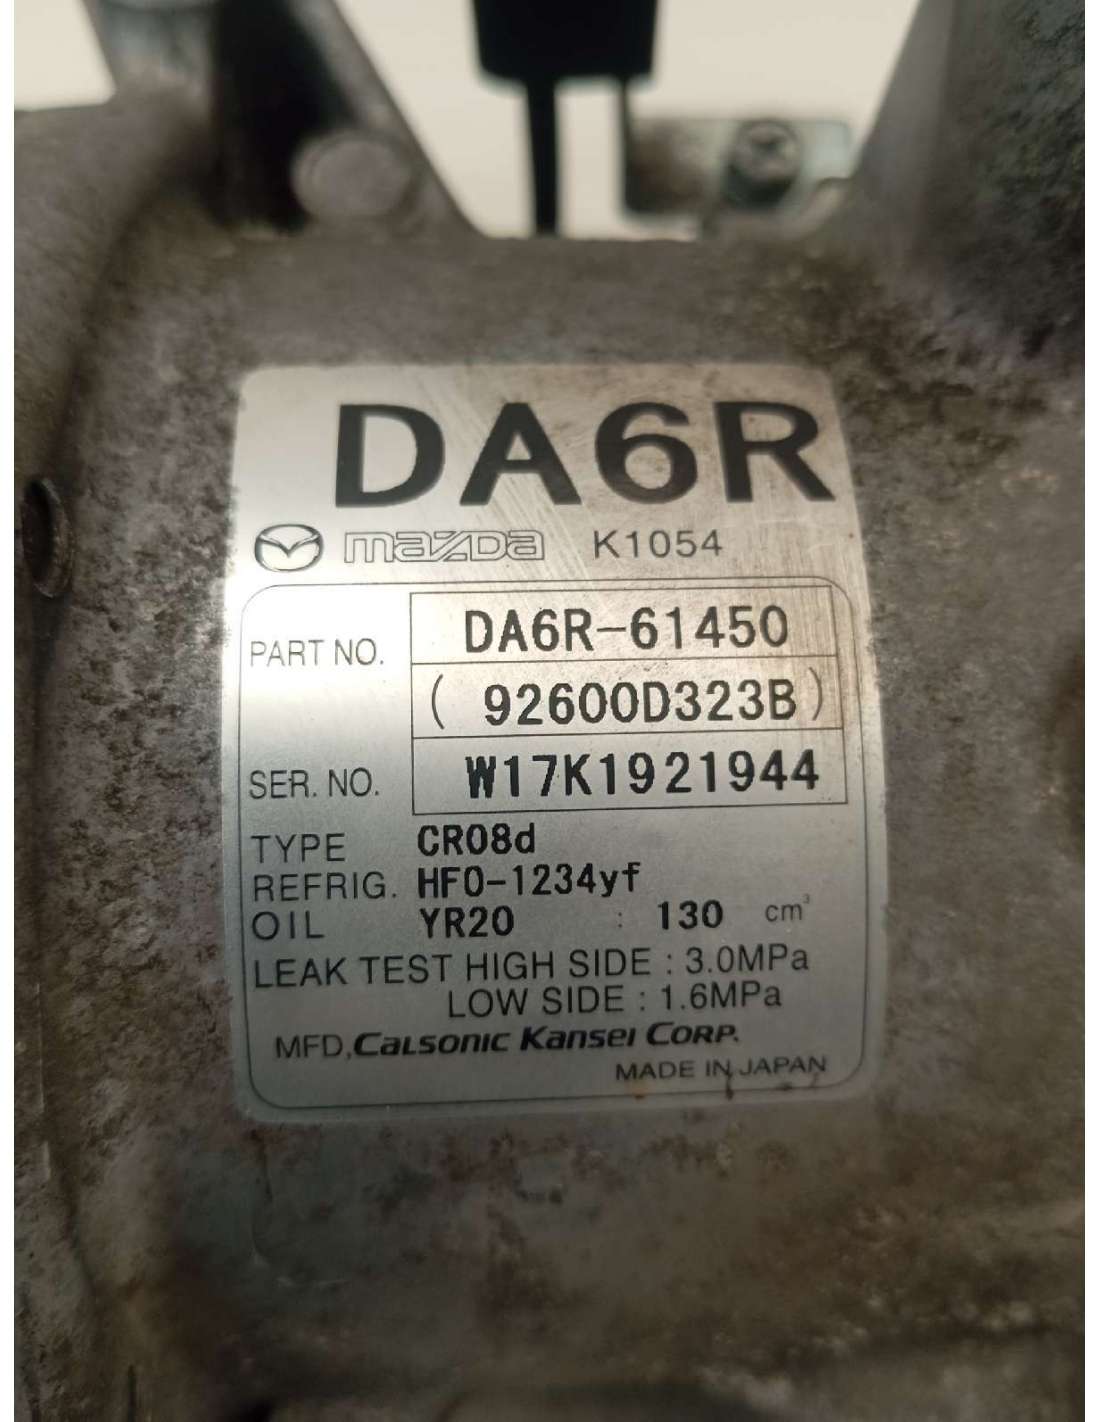 DA6R
mazda K1054
PART NO. DA6R-61450
( 92600D323B )
SER. NO. W17K1921944
TYPE CR08d
REFRIG. HFO-1234yf
OIL YR20 : 130 cm³
LEAK TEST HIGH SIDE : 3.0MPa
LOW SIDE : 1.6MPa
MFD. CALSONIC KANSEI CORP.
MADE IN JAPAN